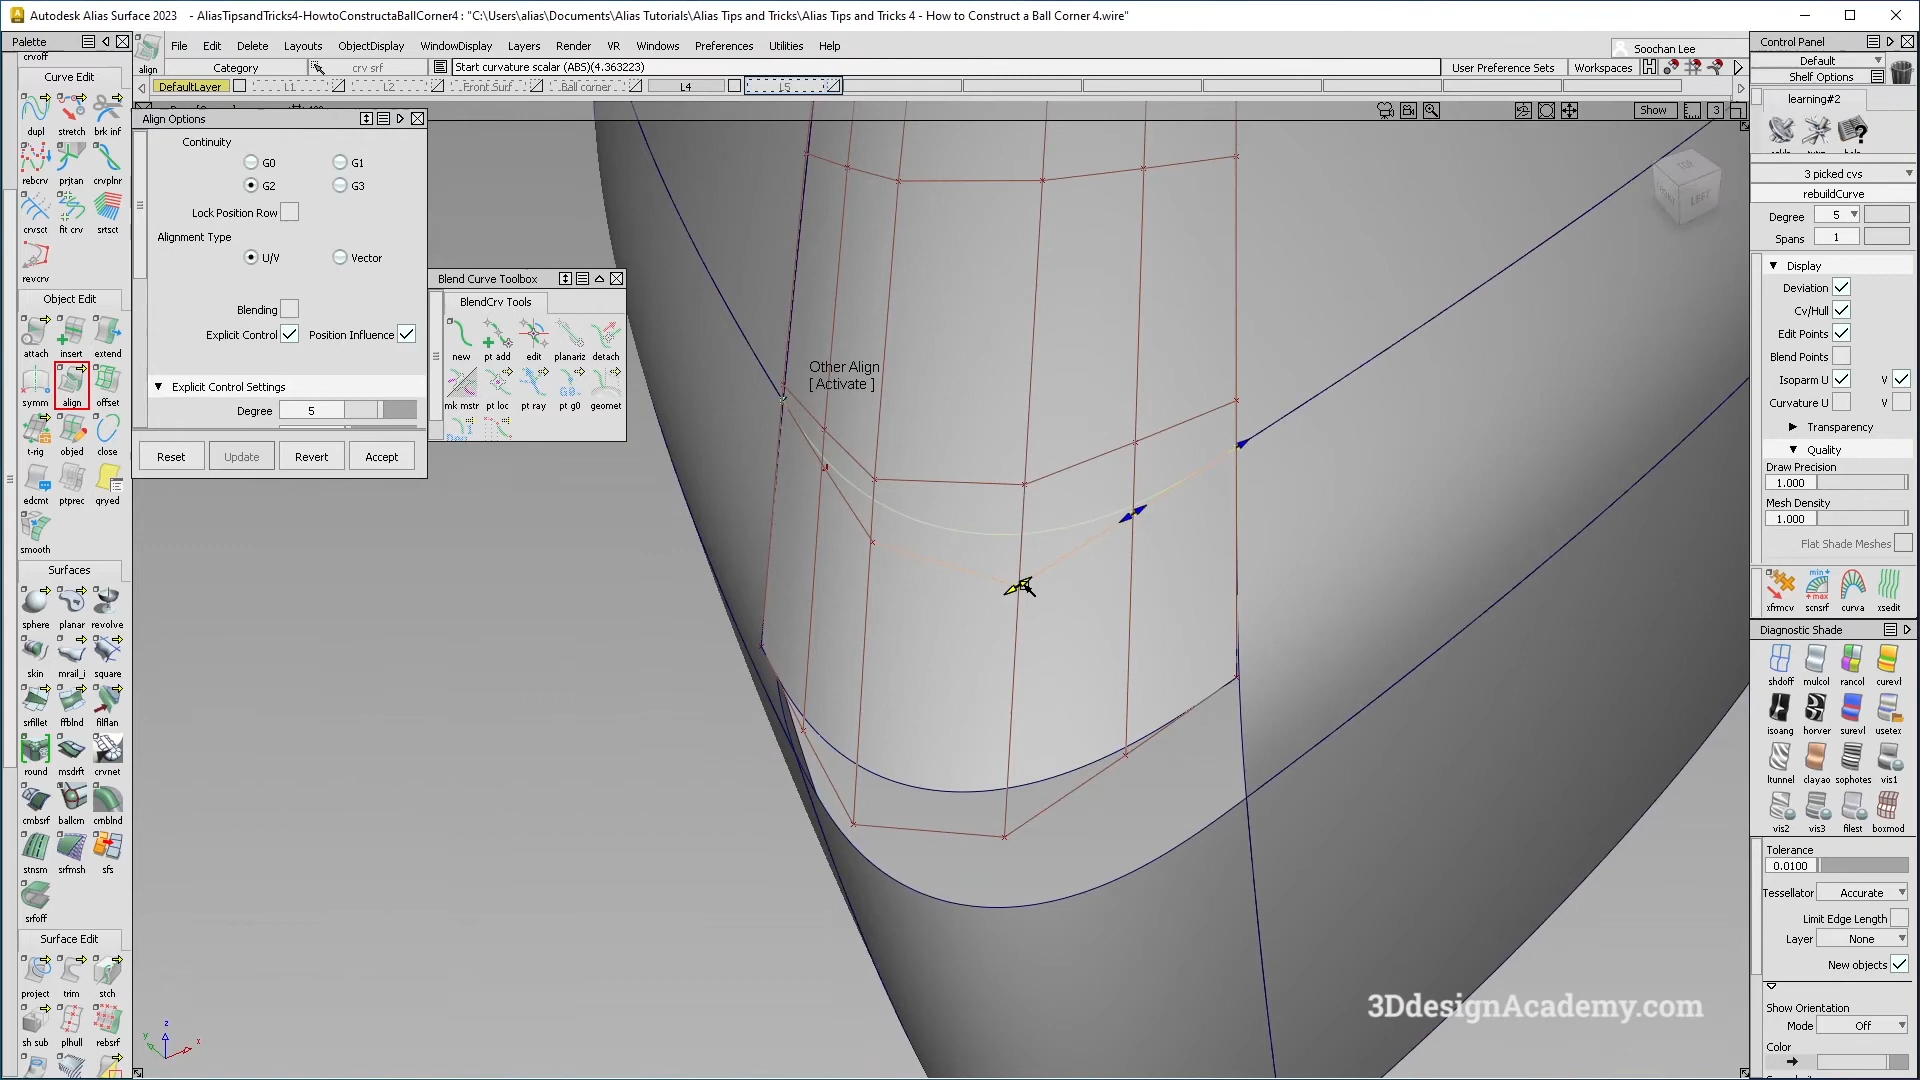 Autodesk Alias Surface 2023 - AliasTipsandTricks4-HowtoConstructaBallCorner4 : "C:\Users\alias\Documents\Alias Tutorials\Alias Tips and Tricks\Alias Tips and Tricks 4 - How to Construct a Ball Corner 4.wire"
Palette
File Edit Delete Layouts ObjectDisplay WindowDisplay Layers Render VR Windows Preferences Utilities Help
Soochan Lee
Control Panel
crvoff
align
Category
crv srf
Start curvature scalar (ABS)(4.363223)
User Preference Sets
Workspaces
Default
Curve Edit
Shelf Options
DefaultLayer
L1
L2
Front Surf
Ball corner
L4
L5
learning#2
Show
3
dupl stretch brk inf
rebcrv prjtan crvplnr
crvsct fit crv srtsct
revcrv
Object Edit
attach insert extend
symm align offset
t-rig objed close
edcmt ptprec qryed
smooth
Surfaces
sphere planar revolve
skin mrail_i square
srfillet ffblnd filflan
round msdrft crvnet
cmbsrf ballcrn crnblnd
stnsm srfmsh sfs
srfoff
Surface Edit
project trim stch
sh sub plhull rebsrf
Align Options
Continuity
G0 G1
G2 G3
Lock Position Row
Alignment Type
U/V Vector
Blending
Explicit Control Position Influence
Explicit Control Settings
Degree 5
Reset Update Revert Accept
Blend Curve Toolbox
BlendCrv Tools
new pt add edit planariz detach
mk mstr pt loc pt ray pt g0 geomet
Other Align
[ Activate ]
LEFT
z
y
x
3 picked cvs
rebuildCurve
Degree 5
Spans 1
Display
Deviation
Cv/Hull
Edit Points
Blend Points
Isoparm U V
Curvature U V
Transparency
Quality
Draw Precision
1.000
Mesh Density
1.000
Flat Shade Meshes
xfrmcv scnsrf curva xsedit
Diagnostic Shade
shdoff mulcol rancol curevl
isoang horver surevl usetex
ltunnel clayao sophotes vis1
vis2 vis3 filest boxmod
Tolerance
0.0100
Tessellator Accurate
Limit Edge Length
Layer None
New objects
Show Orientation
Mode Off
Color
3DdesignAcademy.com